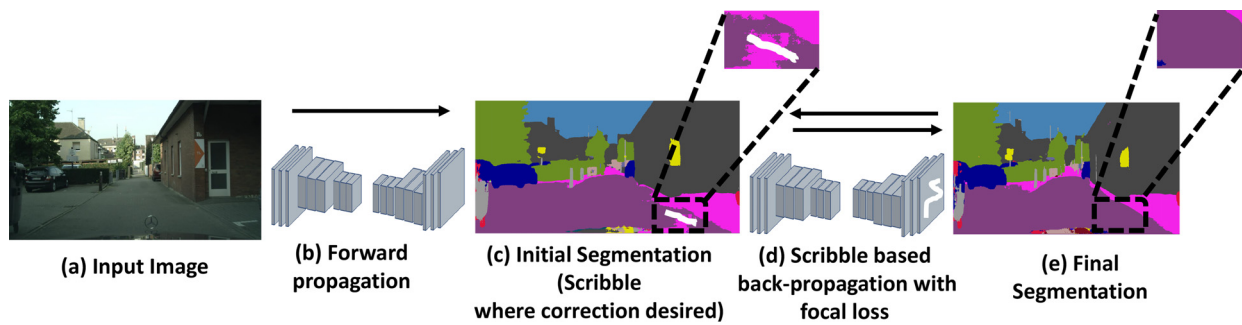 (a) Input Image
(b) Forward
propagation
(c) Initial Segmentation
(Scribble
where correction desired)
(d) Scribble based
back-propagation with
focal loss
(e) Final
Segmentation